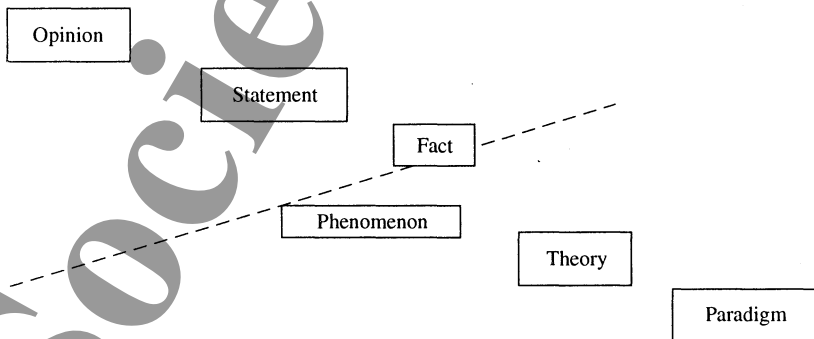 Opinion
Statement
Fact
Phenomenon
Theory
Paradigm